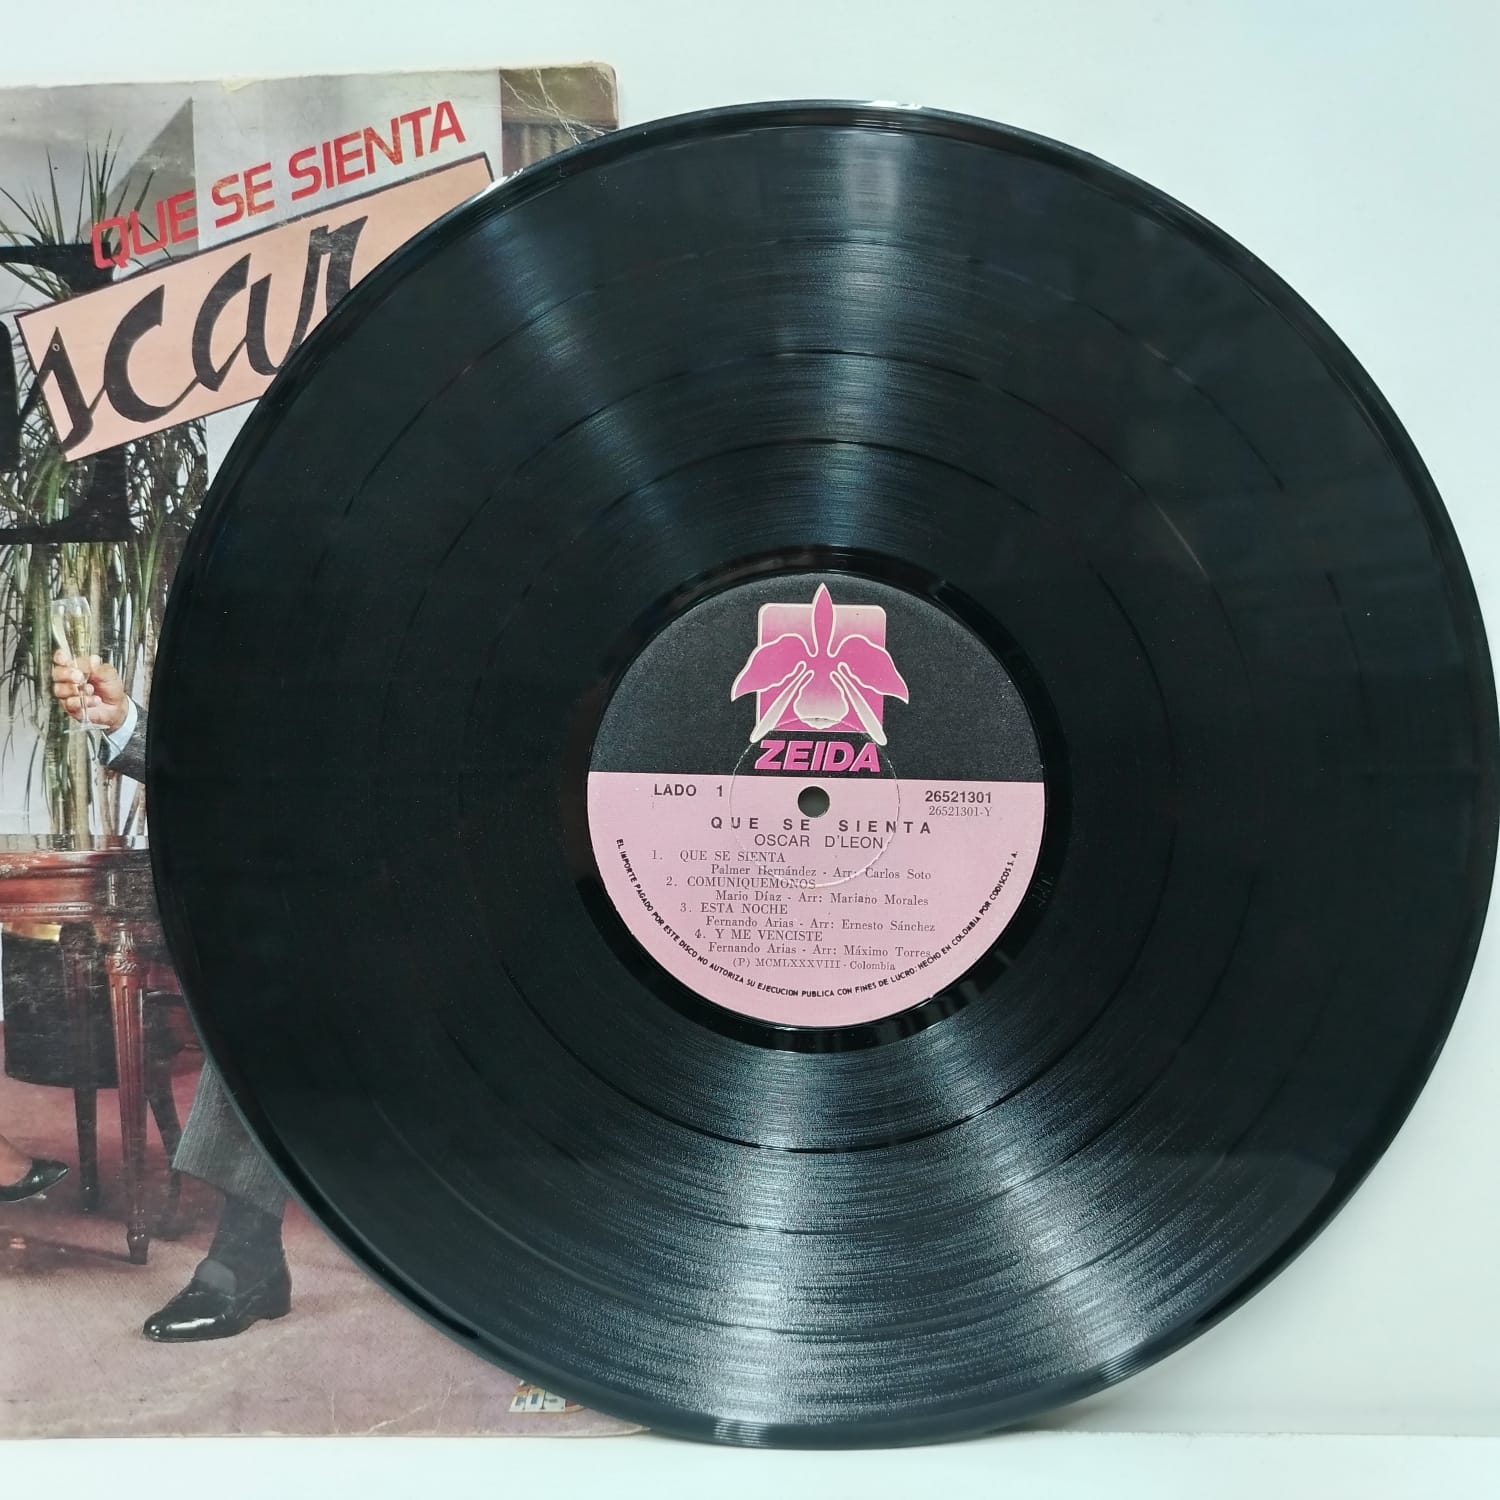 QUE SE SIENTA
scar
ZEIDA
LADO 1
26521301
26521301-Y
QUE SE SIENTA
OSCAR D'LEON
1. QUE SE SIENTA
Palmer Hernández - Arr: Carlos Soto
2. COMUNIQUEMONOS
Mario Díaz - Arr: Mariano Morales
3. ESTA NOCHE
Fernando Arias - Arr: Ernesto Sánchez
4. Y ME VENCISTE
Fernando Arias - Arr: Máximo Torres
(P) MCMLXXXVIII - Colombia
EL IMPORTE PAGADO POR ESTE DISCO NO AUTORIZA SU EJECUCION PUBLICA CON FINES DE LUCRO. HECHO EN COLOMBIA POR CODISCOS S. A.